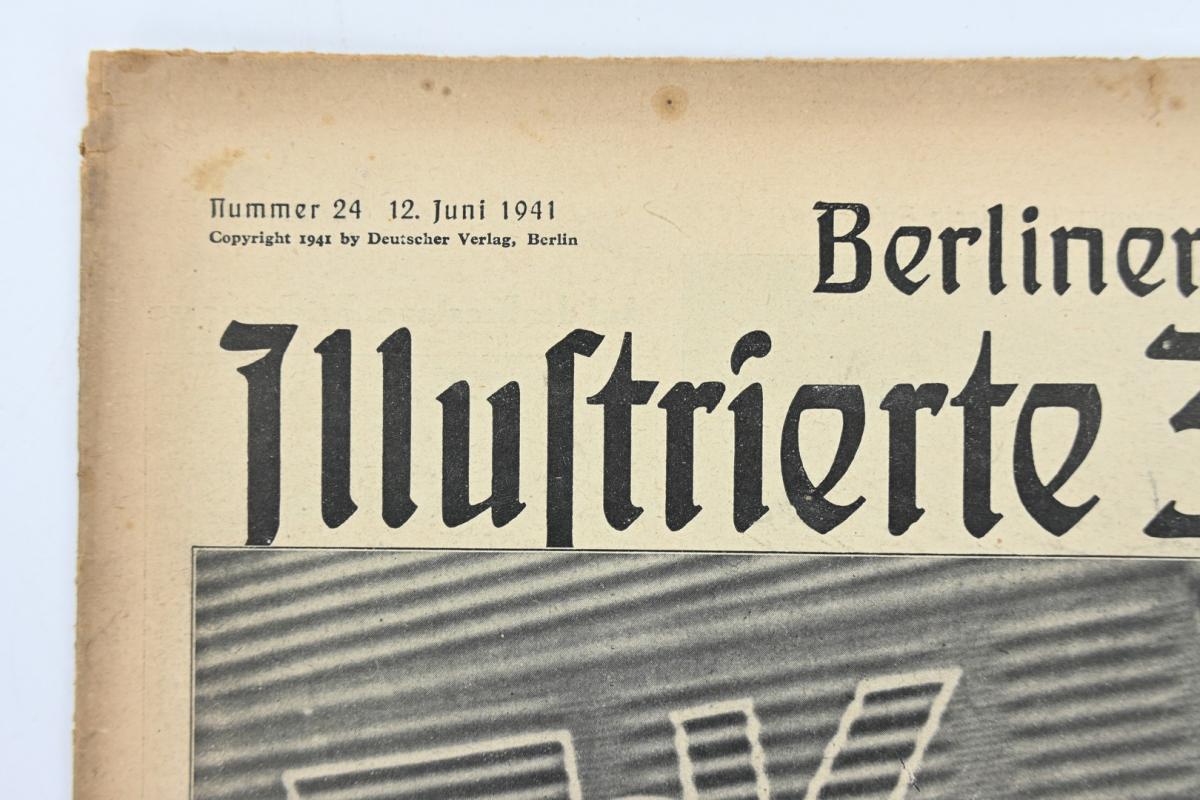 Nummer 24 12. Juni 1941
Copyright 1941 by Deutscher Verlag, Berlin
Berliner
Illuſtrierte